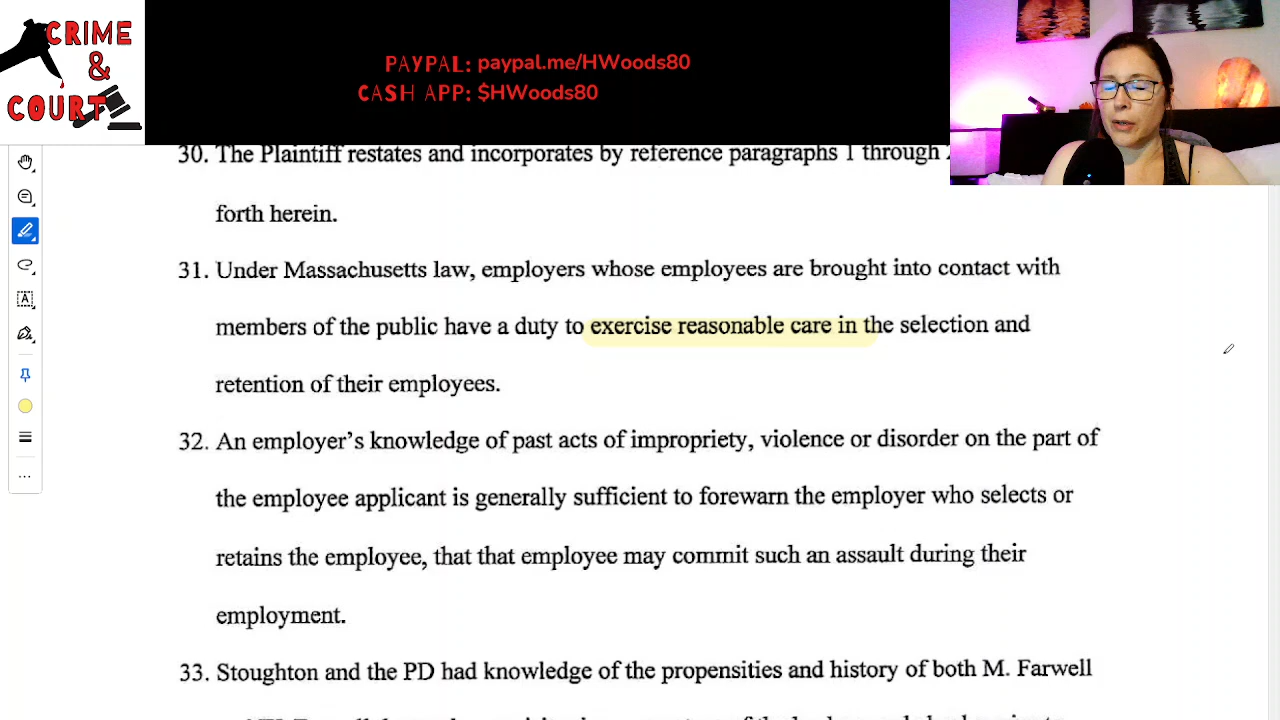 CRIME
&
COURT
PAYPAL: paypal.me/HWoods80
CASH APP: $HWoods80
30. The Plaintiff restates and incorporates by reference paragraphs 1 through
forth herein.
31. Under Massachusetts law, employers whose employees are brought into contact with
members of the public have a duty to exercise reasonable care in the selection and
retention of their employees.
32. An employer's knowledge of past acts of impropriety, violence or disorder on the part of
the employee applicant is generally sufficient to forewarn the employer who selects or
retains the employee, that that employee may commit such an assault during their
employment.
33. Stoughton and the PD had knowledge of the propensities and history of both M. Farwell